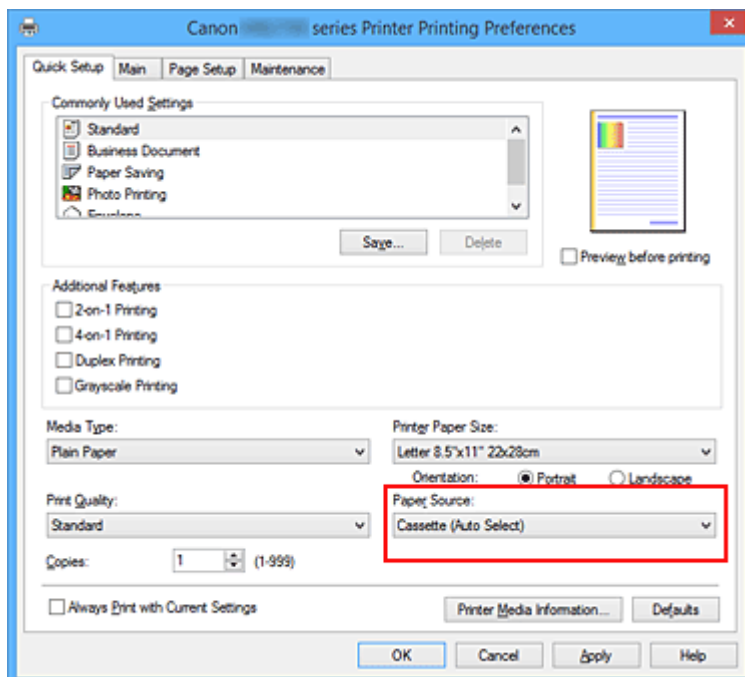 Canon series Printer Printing Preferences
Quick Setup Main Page Setup Maintenance
Commonly Used Settings
Standard
Business Document
Paper Saving
Photo Printing
Envelope
Save... Delete
Preview before printing
Additional Features
2-on-1 Printing
4-on-1 Printing
Duplex Printing
Grayscale Printing
Media Type:
Plain Paper
Printer Paper Size:
Letter 8.5"x11" 22x28cm
Orientation: Portrait Landscape
Print Quality:
Standard
Paper Source:
Cassette (Auto Select)
Copies: 1 (1-999)
Always Print with Current Settings
Printer Media Information... Defaults
OK Cancel Apply Help